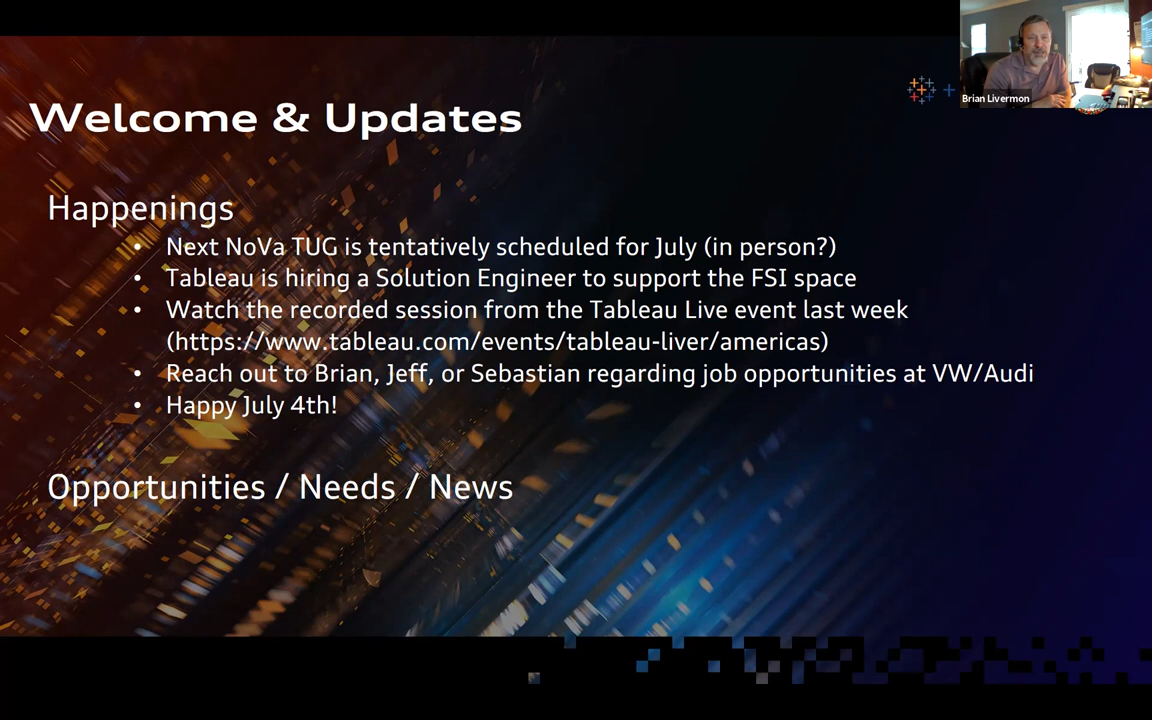 Brian Livermon
Welcome & Updates
Happenings
• Next NoVa TUG is tentatively scheduled for July (in person?)
• Tableau is hiring a Solution Engineer to support the FSI space
• Watch the recorded session from the Tableau Live event last week
(https://www.tableau.com/events/tableau-liver/americas)
• Reach out to Brian, Jeff, or Sebastian regarding job opportunities at VW/Audi
• Happy July 4th!
Opportunities / Needs / News